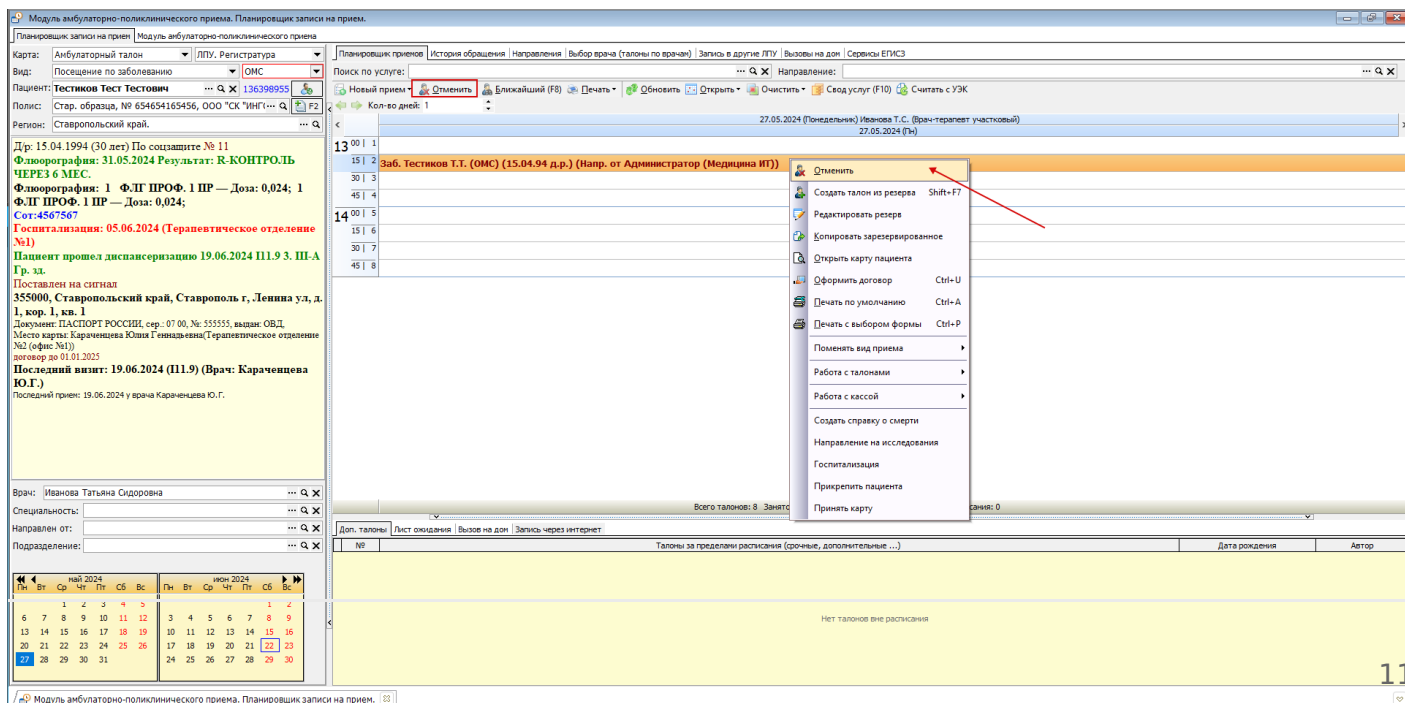 Модуль амбулаторно-поликлинического приема. Планировщик записи на прием.
Планировщик записи на прием Модуль амбулаторно-поликлинического приема
Карта: Амбулаторный талон ЛПУ. Регистратура
Вид: Посещение по заболеванию ОМС
Пациент: Тестиков Тест Тестович ... 136398955
Полис: Стар. образца, № 654654165456, ООО "СК "ИНГ( ... F2
Регион: Ставропольский край. ...
Д/р: 15.04.1994 (30 лет) По соцзащите № 11
Флюорография: 31.05.2024 Результат: R-КОНТРОЛЬ
ЧЕРЕЗ 6 МЕС.
Флюорография: 1 ФЛГ ПРОФ. 1 ПР — Доза: 0,024; 1
ФЛГ ПРОФ. 1 ПР — Доза: 0,024;
Сот:4567567
Госпитализация: 05.06.2024 (Терапевтическое отделение
№1)
Пациент прошел диспансеризацию 19.06.2024 I11.9 3. III-А
Гр. зд.
Поставлен на сигнал
355000, Ставропольский край, Ставрополь г, Ленина ул, д.
1, кор. 1, кв. 1
Документ: ПАСПОРТ РОССИИ, сер.: 07 00, №: 555555, выдан: ОВД,
Место карты: Караченцева Юлия Геннадьевна(Терапевтическое отделение
№2 (офис №1))
договор до 01.01.2025
Последний визит: 19.06.2024 (I11.9) (Врач: Караченцева
Ю.Г.)
Последний прием: 19.06.2024 у врача Караченцева Ю.Г.
Врач: Иванова Татьяна Сидоровна ...
Специальность: ...
Направлен от: ...
Подразделение: ...
май 2024 июн 2024
Пн Вт Ср Чт Пт Сб Вс Пн Вт Ср Чт Пт Сб Вс
1 2 3 4 5 1 2
6 7 8 9 10 11 12 3 4 5 6 7 8 9
13 14 15 16 17 18 19 10 11 12 13 14 15 16
20 21 22 23 24 25 26 17 18 19 20 21 22 23
27 28 29 30 31 24 25 26 27 28 29 30
Планировщик приемов История обращения Направления Выбор врача (талоны по врачам) Запись в другие ЛПУ Вызовы на дом Сервисы ЕГИСЗ
Поиск по услуге: ... Направление: ...
Новый прием Отменить Ближайший (F8) Печать Обновить Открыть Очистить Свод услуг (F10) Считать с УЭК
Кол-во дней: 1
27.05.2024 (Понедельник) Иванова Т.С. (Врач-терапевт участковый)
27.05.2024 (Пн)
13 00 | 1
15 | 2 Заб. Тестиков Т.Т. (ОМС) (15.04.94 д.р.) (Напр. от Администратор (Медицина ИТ))
30 | 3
45 | 4
14 00 | 5
15 | 6
30 | 7
45 | 8
Отменить
Создать талон из резерва Shift+F7
Редактировать резерв
Копировать зарезервированное
Открыть карту пациента
Оформить договор Ctrl+U
Печать по умолчанию Ctrl+A
Печать с выбором формы Ctrl+P
Поменять вид приема
Работа с талонами
Работа с кассой
Создать справку о смерти
Направление на исследования
Госпитализация
Прикрепить пациента
Принять карту
Всего талонов: 8 : 0
Доп. талоны Лист ожидания Вызов на дом Запись через интернет
№ Талоны за пределами расписания (срочные, дополнительные ...) Дата рождения Автор
Нет талонов вне расписания
11
Модуль амбулаторно-поликлинического приема. Планировщик записи на прием.